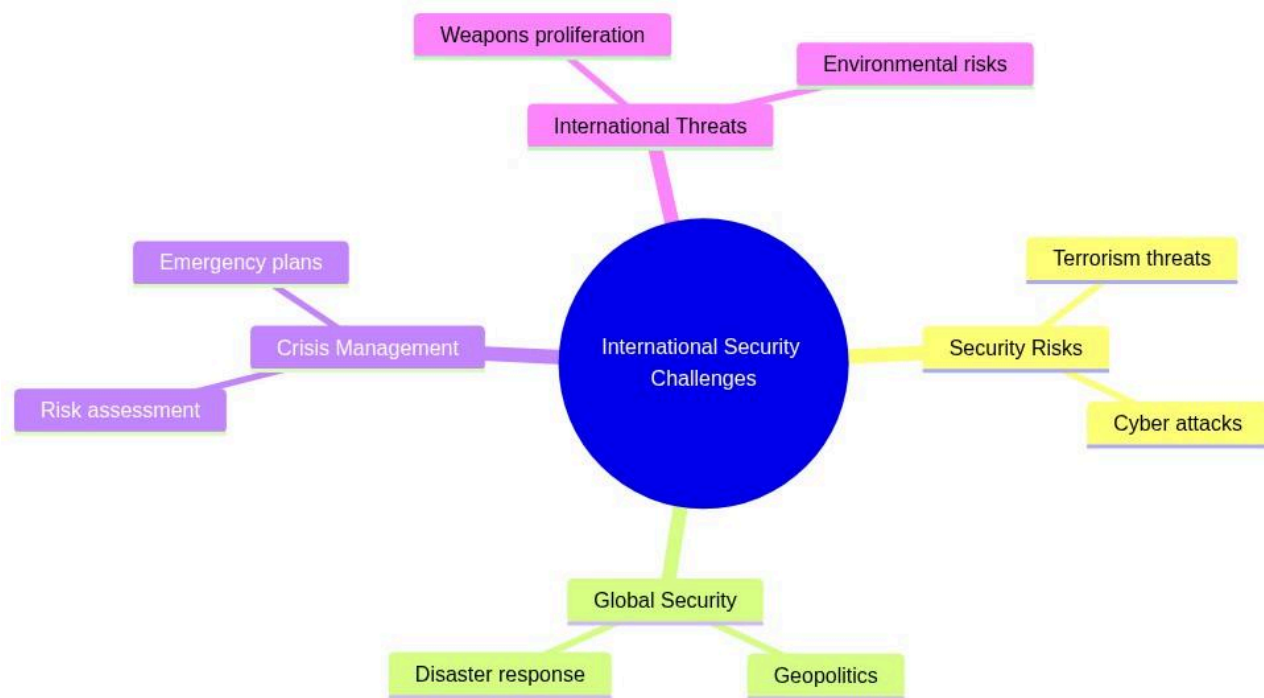 Weapons proliferation
Environmental risks
International Threats
Emergency plans
Crisis Management
Risk assessment
International Security
Challenges
Terrorism threats
Security Risks
Cyber attacks
Global Security
Disaster response
Geopolitics